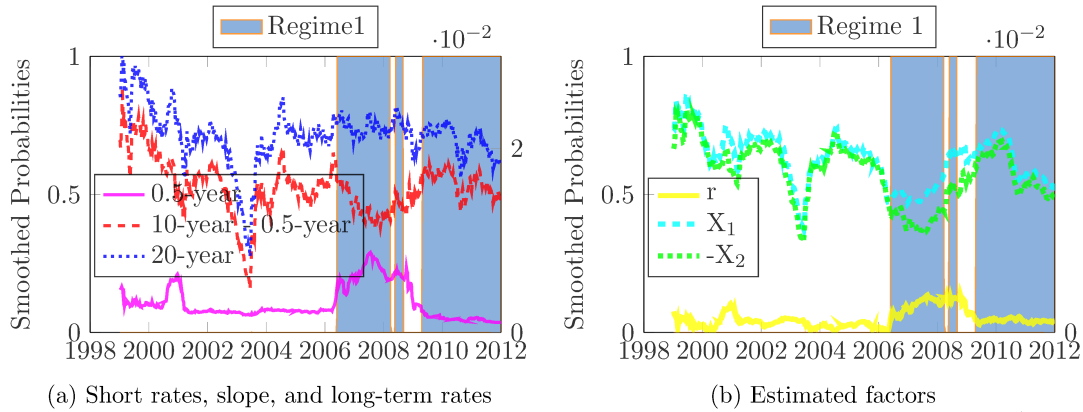 Regime1
·10⁻²
Smoothed Probabilities
1
0.5
0
2
0
0.5-year
10-year 0.5-year
20-year
1998 2000 2002 2004 2006 2008 2010 2012
(a) Short rates, slope, and long-term rates
Regime 1
·10⁻²
Smoothed Probabilities
1
0.5
0
0
r
X₁
-X₂
1998 2000 2002 2004 2006 2008 2010 2012
(b) Estimated factors